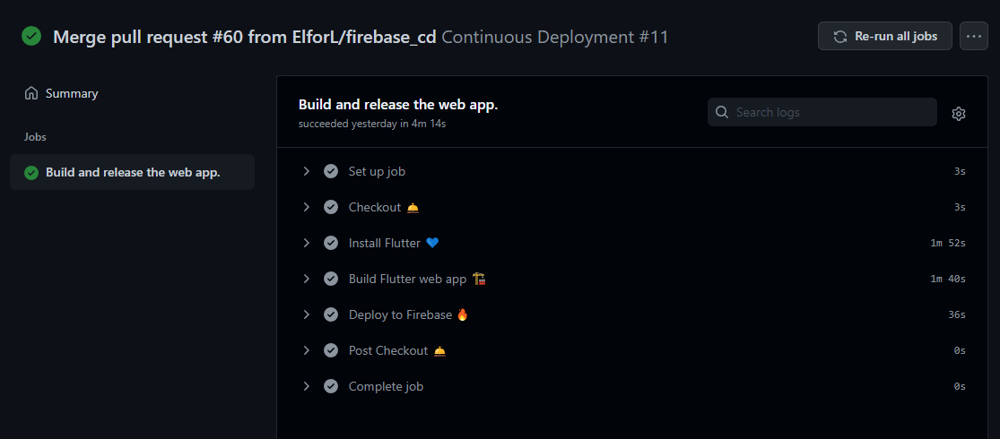 Merge pull request #60 from ElforL/firebase_cd Continuous Deployment #11
Re-run all jobs
Summary
Jobs
Build and release the web app.
Build and release the web app.
succeeded yesterday in 4m 14s
Search logs
Set up job 3s
Checkout 🛎️ 3s
Install Flutter 💙 1m 52s
Build Flutter web app 🏗️ 1m 40s
Deploy to Firebase 🔥 36s
Post Checkout 🛎️ 0s
Complete job 0s